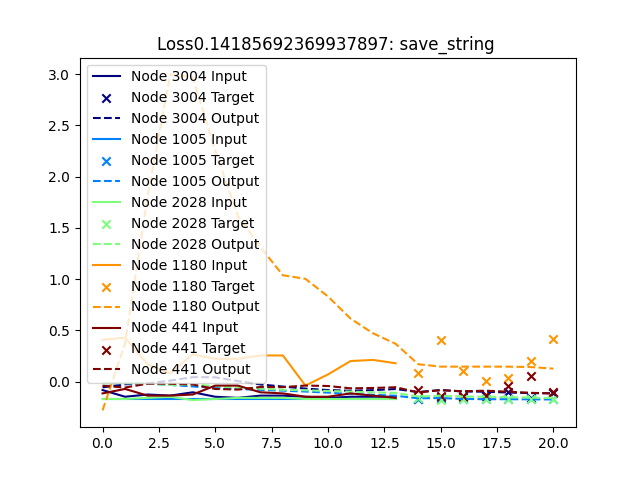 Loss0.14185692369937897: save_string
3.0
2.5
2.0
1.5
1.0
0.5
0.0
Node 3004 Input
Node 3004 Target
Node 3004 Output
Node 1005 Input
Node 1005 Target
Node 1005 Output
Node 2028 Input
Node 2028 Target
Node 2028 Output
Node 1180 Input
Node 1180 Target
Node 1180 Output
Node 441 Input
Node 441 Target
Node 441 Output
0.0 2.5 5.0 7.5 10.0 12.5 15.0 17.5 20.0